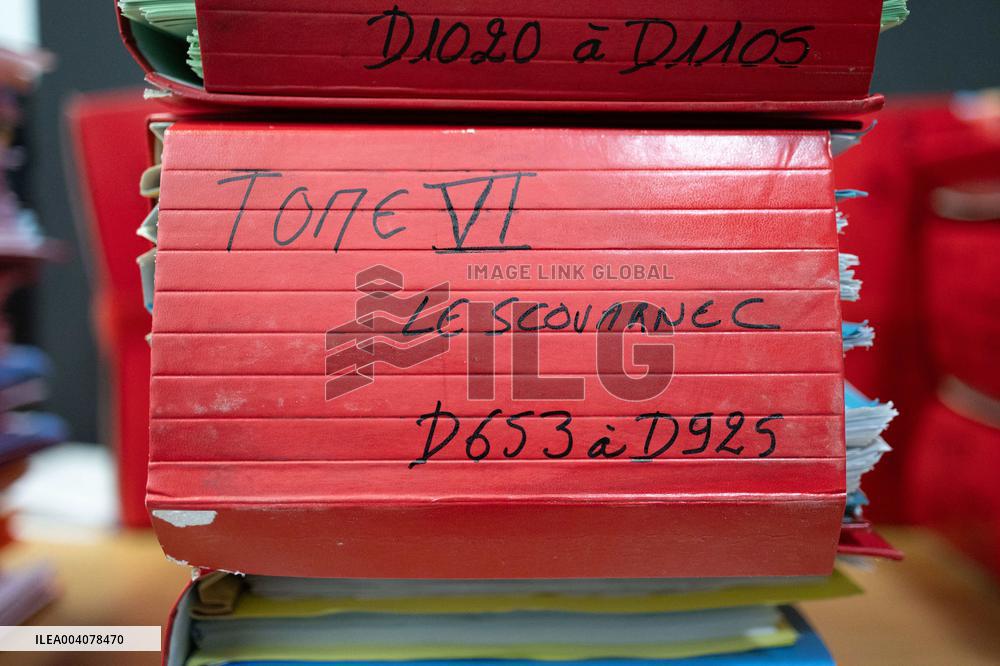 D1020 à D1105
TOME VI
IMAGE LINK GLOBAL
LE SCOUARNEC
ILG
D653 à D925
ILEA004078470